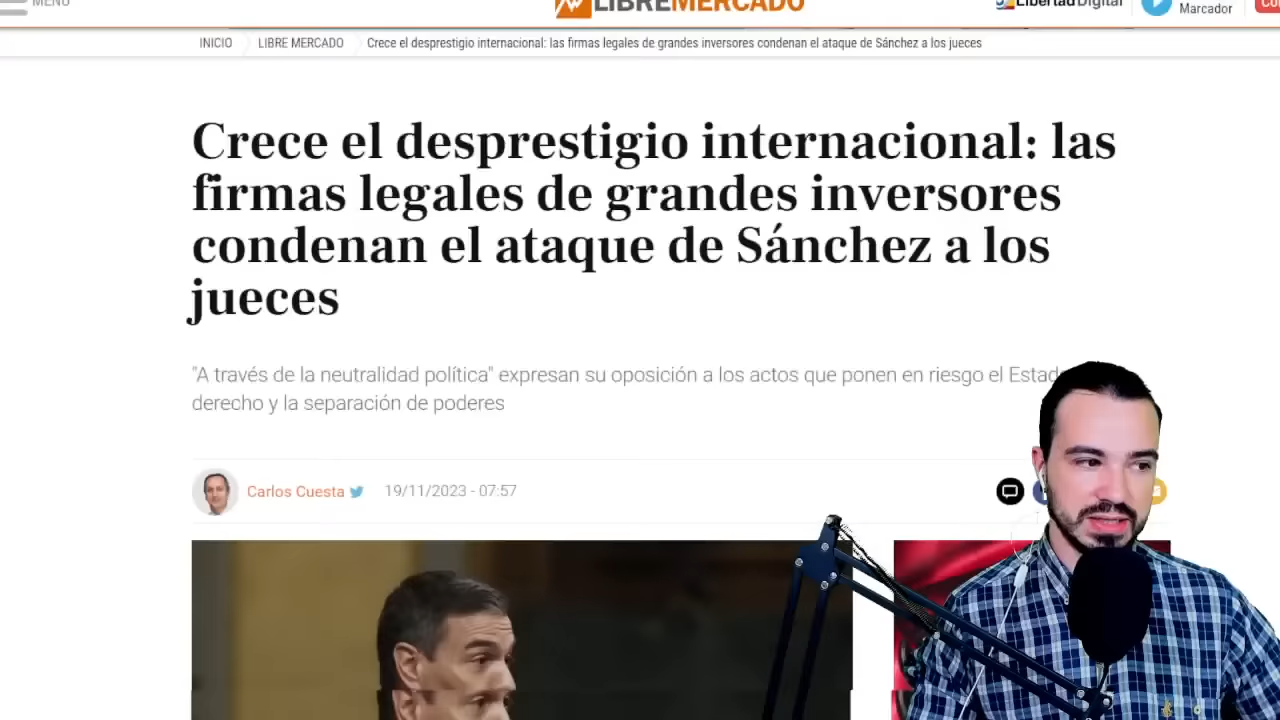 MENÚ
LIBREMERCADO
Libertad Digital
Marcador
INICIO LIBRE MERCADO Crece el desprestigio internacional: las firmas legales de grandes inversores condenan el ataque de Sánchez a los jueces
Crece el desprestigio internacional: las
firmas legales de grandes inversores
condenan el ataque de Sánchez a los
jueces
"A través de la neutralidad política" expresan su oposición a los actos que ponen en riesgo el
derecho y la separación de poderes
Carlos Cuesta 19/11/2023 - 07:57